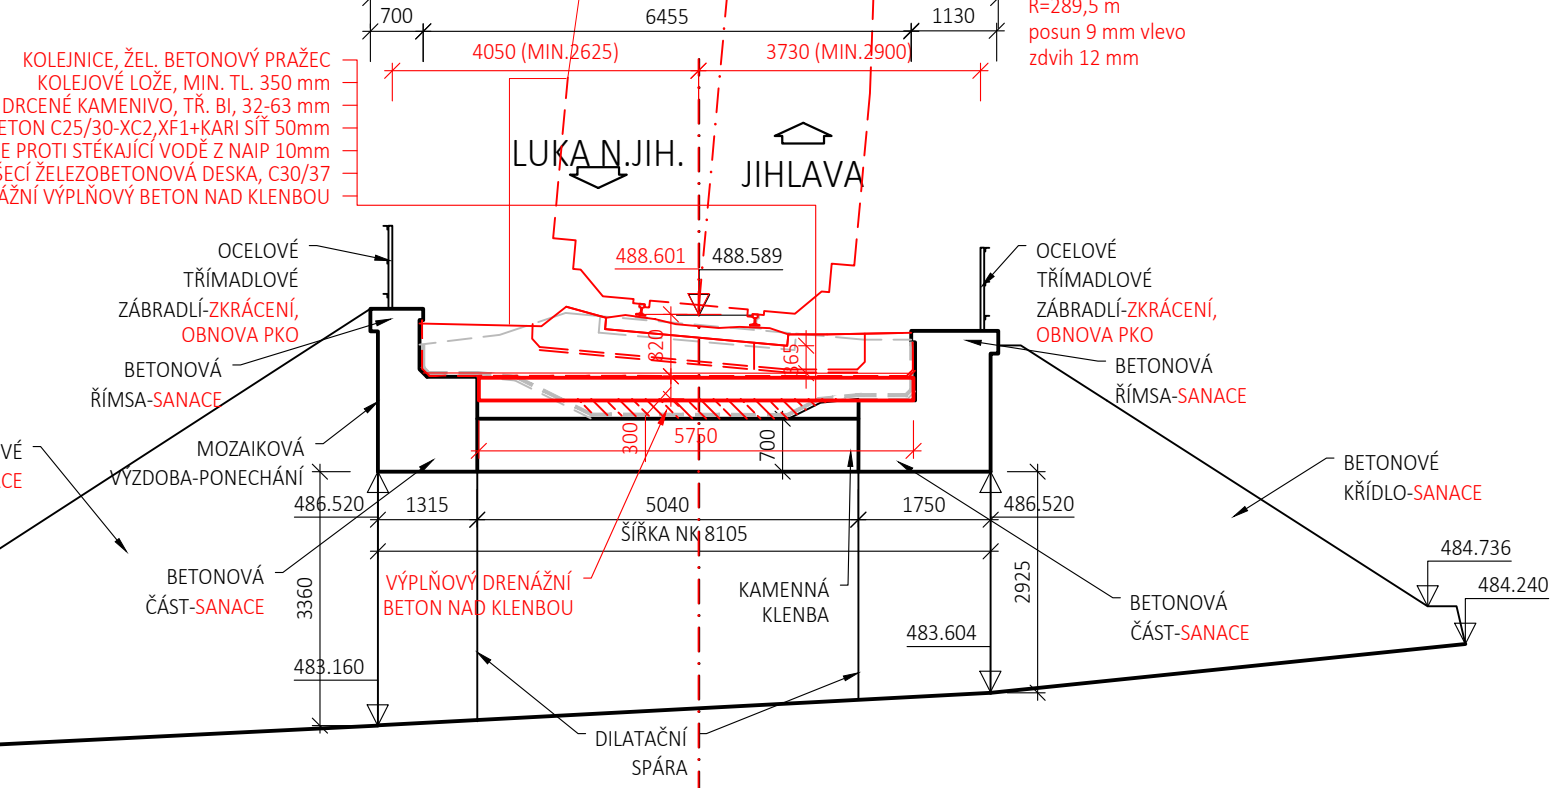 700
6455
1130
R=289,5 m
posun 9 mm vlevo
zdvih 12 mm
4050 (MIN.2625)
3730 (MIN.2900)
KOLEJNICE, ŽEL. BETONOVÝ PRAŽEC
KOLEJOVÉ LOŽE, MIN. TL. 350 mm
DRCENÉ KAMENIVO, TŘ. BI, 32-63 mm
C25/30-XC2,XF1+KARI SÍŤ 50mm
PROTI STÉKAJÍCÍ VODĚ Z NAIP 10mm
ŽELEZOBETONOVÁ DESKA, C30/37
VÝPLŇOVÝ BETON NAD KLENBOU
LUKA N.JIH.
JIHLAVA
488.601
488.589
OCELOVÉ
TŘÍMADLOVÉ
ZÁBRADLÍ-ZKRÁCENÍ,
OBNOVA PKO
BETONOVÁ
ŘÍMSA-SANACE
MOZAIKOVÁ
VÝZDOBA-PONECHÁNÍ
OCELOVÉ
TŘÍMADLOVÉ
ZÁBRADLÍ-ZKRÁCENÍ,
OBNOVA PKO
BETONOVÁ
ŘÍMSA-SANACE
BETONOVÉ
KŘÍDLO-SANACE
320
365
300
5750
700
486.520
1315
5040
1750
486.520
ŠÍŘKA NK 8105
3360
2925
BETONOVÁ
ČÁST-SANACE
VÝPLŇOVÝ DRENÁŽNÍ
BETON NAD KLENBOU
KAMENNÁ
KLENBA
BETONOVÁ
ČÁST-SANACE
484.736
484.240
483.604
483.160
DILATAČNÍ
SPÁRA